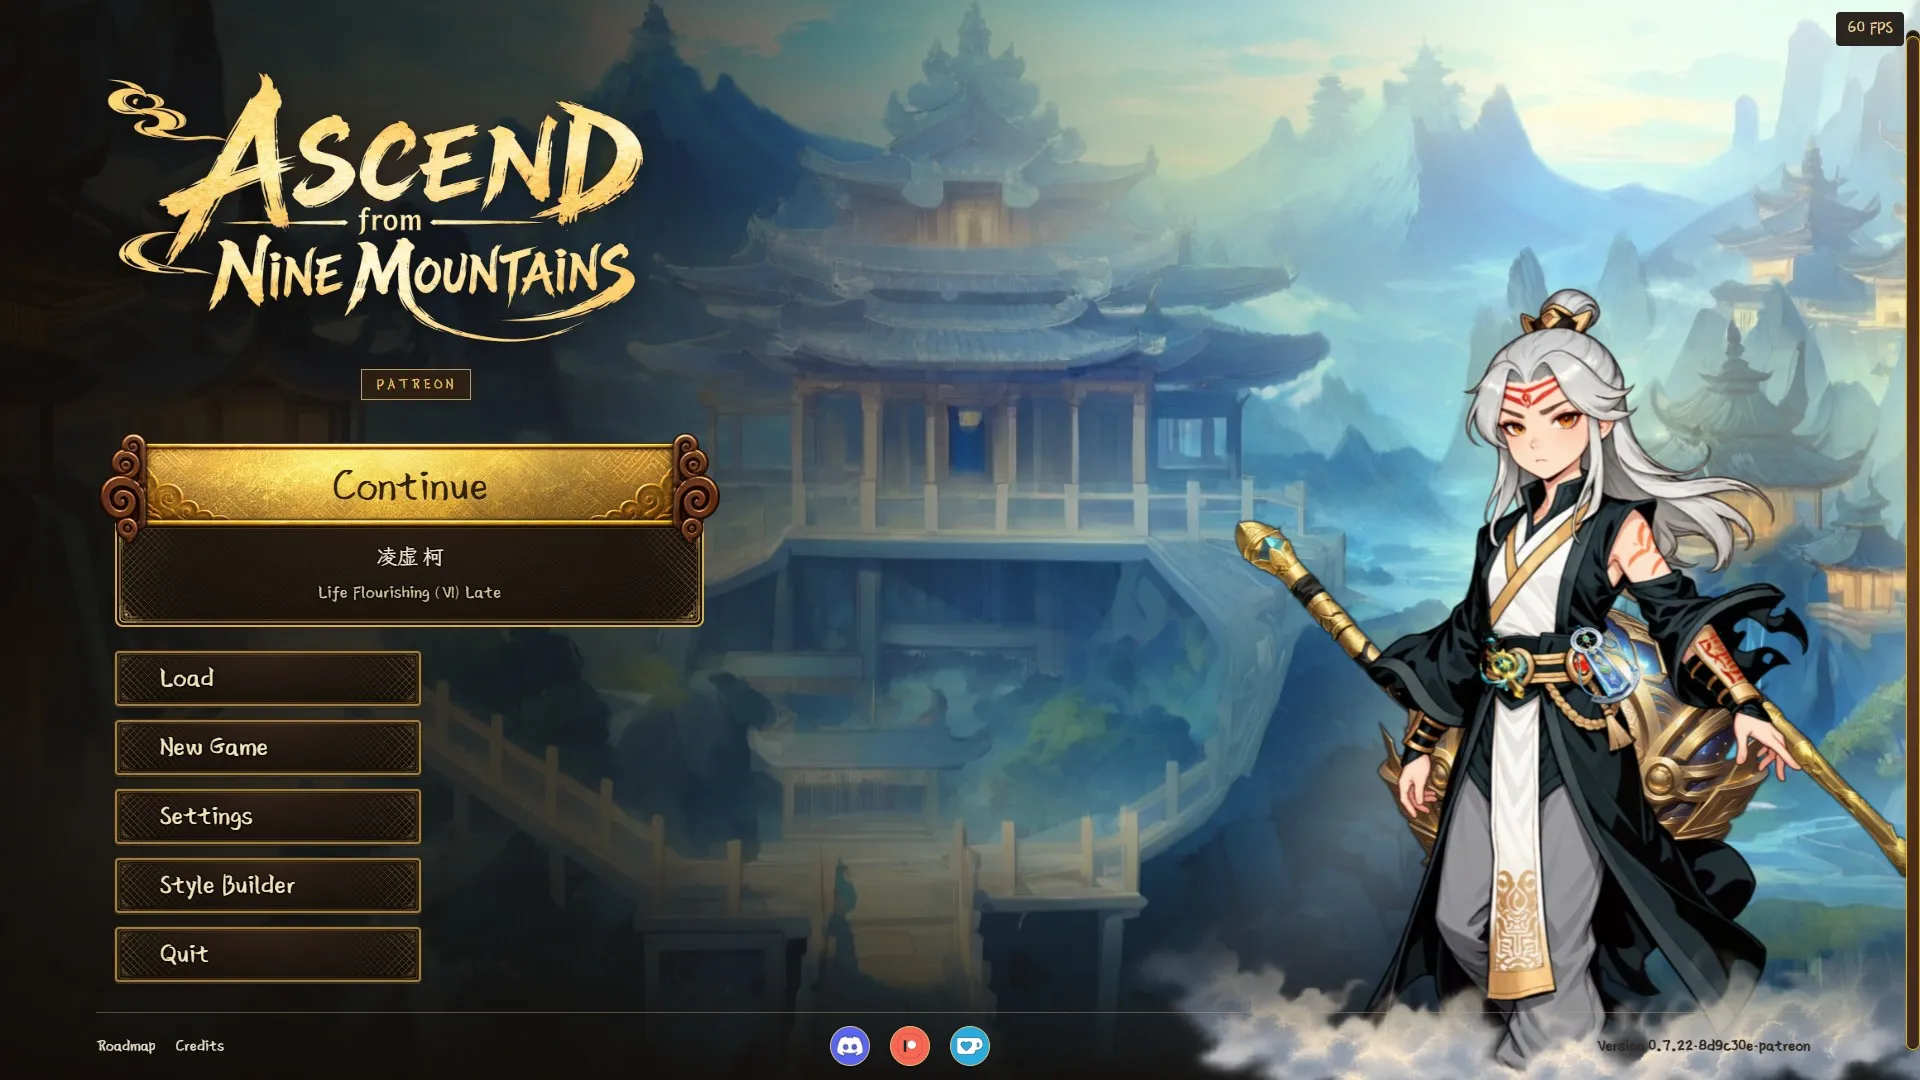 60 FPS
ASCEND
from
NINE MOUNTAINS
PATREON
Continue
凌虚 柯
Life Flourishing (VI) Late
Load
New Game
Settings
Style Builder
Quit
Roadmap Credits
Version 0.7.22-8d9c30e-patreon